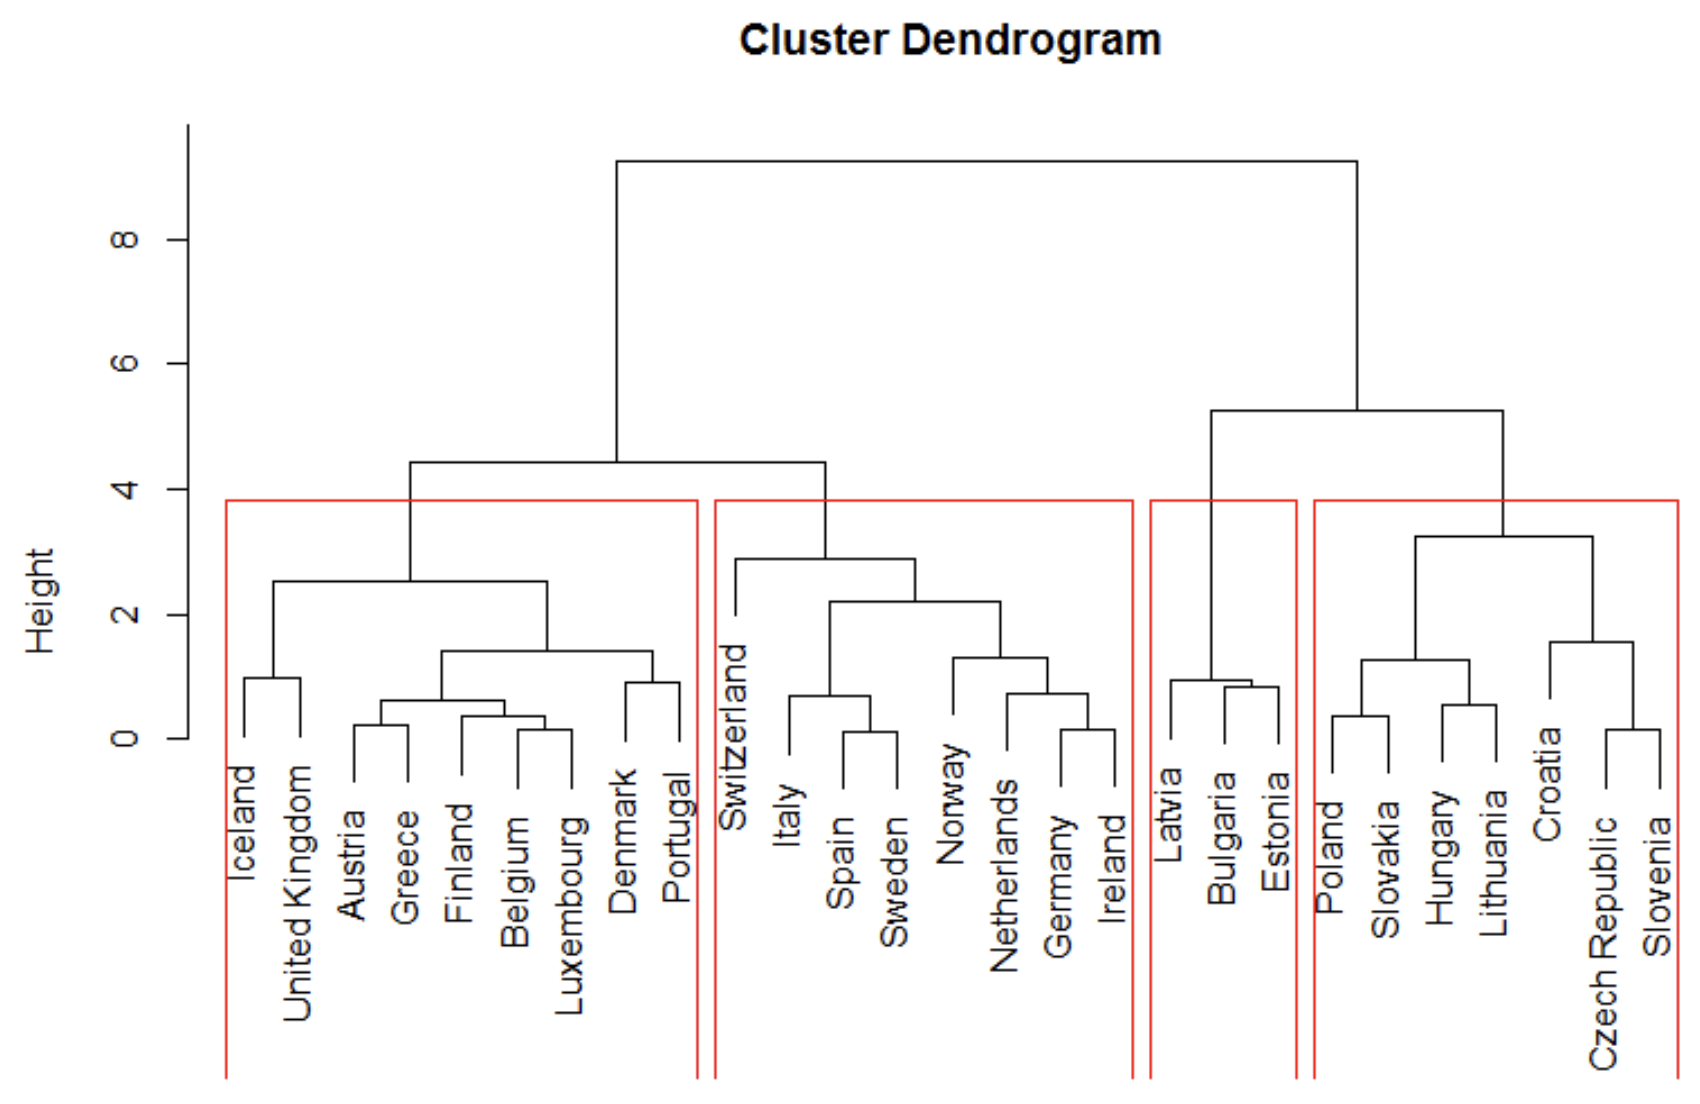 Cluster Dendrogram
Height
8
6
4
2
0
Iceland
United Kingdom
Austria
Greece
Finland
Belgium
Luxembourg
Denmark
Portugal
Switzerland
Italy
Spain
Sweden
Norway
Netherlands
Germany
Ireland
Latvia
Bulgaria
Estonia
Poland
Slovakia
Hungary
Lithuania
Croatia
Czech Republic
Slovenia